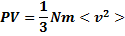 PV = 1/3 Nm < v² >